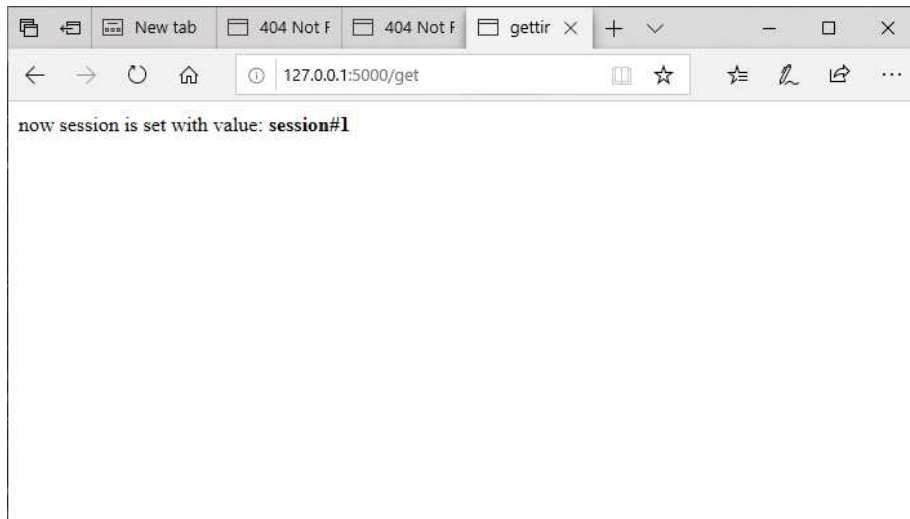 New tab 404 Not F 404 Not F gettir
127.0.0.1:5000/get
now session is set with value: session#1